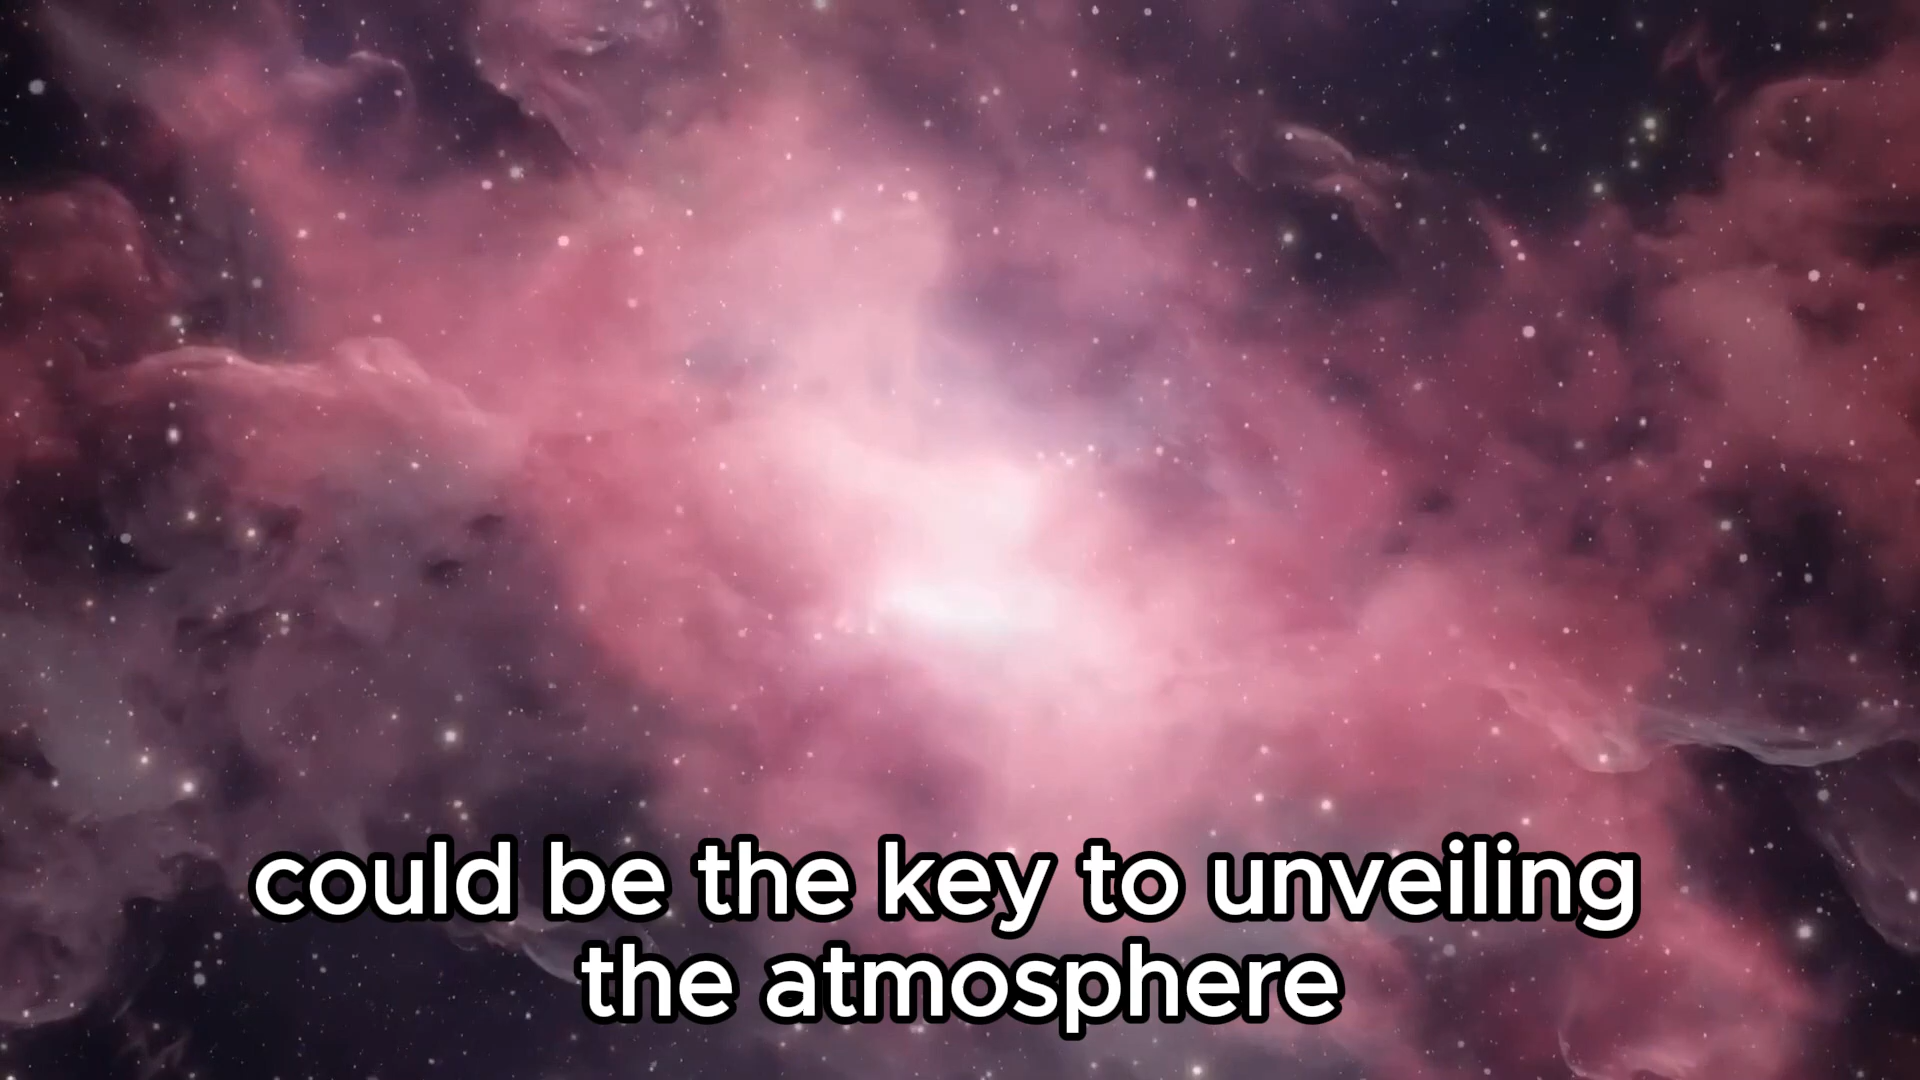 could be the key to unveiling
the atmosphere